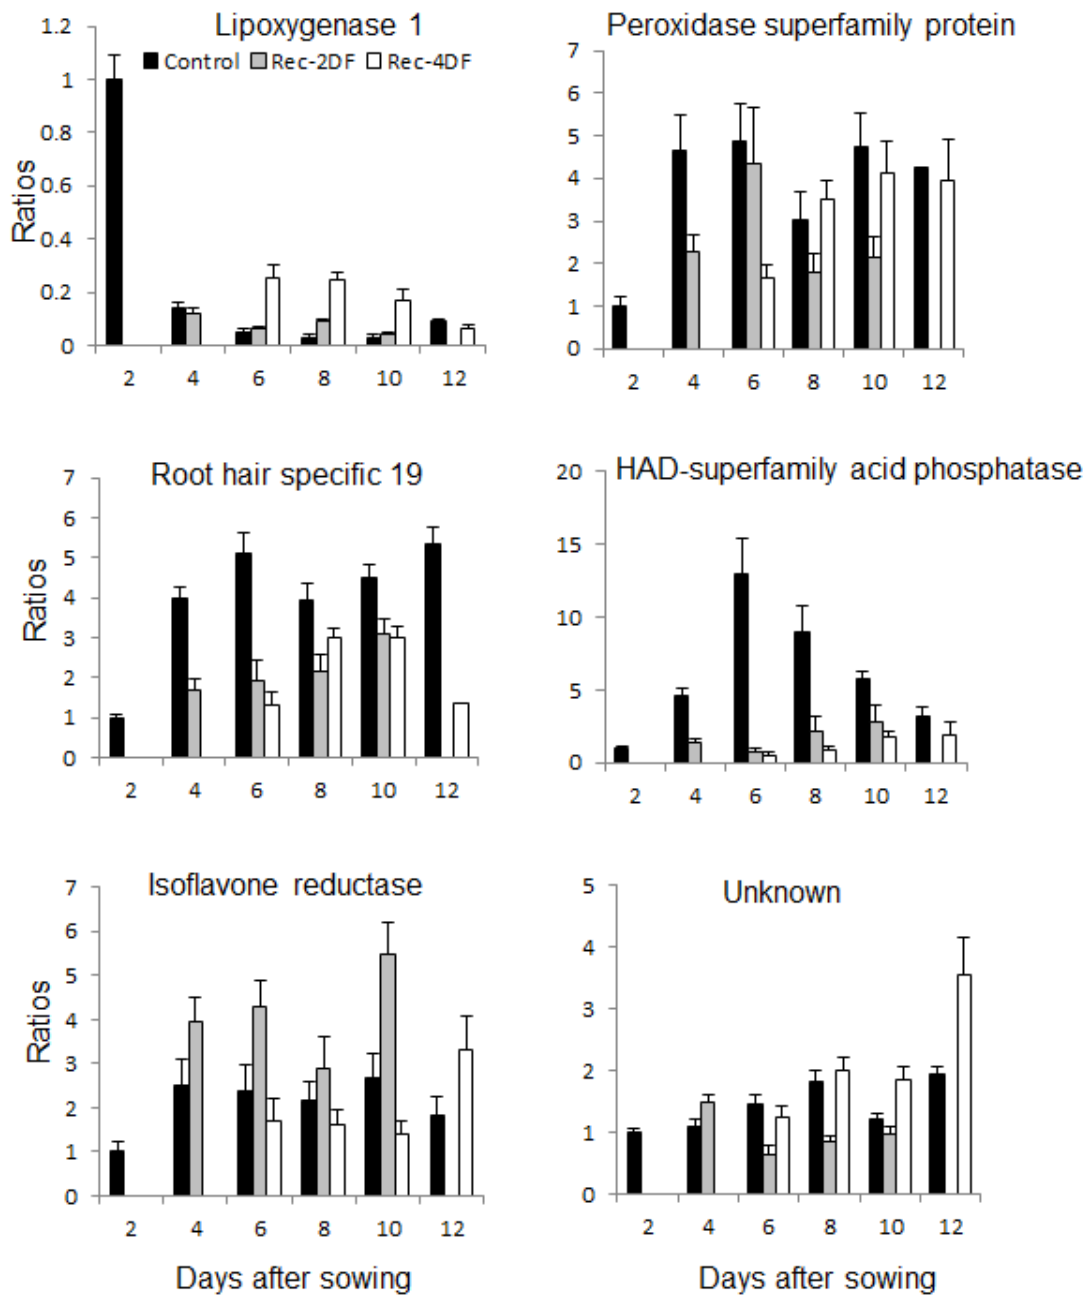 Lipoxygenase 1
Control Rec-2DF Rec-4DF
Ratios
1.2
1
0.8
0.6
0.4
0.2
0
2 4 6 8 10 12
Peroxidase superfamily protein
7
6
5
4
3
2
1
0
2 4 6 8 10 12
Root hair specific 19
Ratios
7
6
5
4
3
2
1
0
2 4 6 8 10 12
HAD-superfamily acid phosphatase
20
15
10
5
0
2 4 6 8 10 12
Isoflavone reductase
Ratios
7
6
5
4
3
2
1
0
2 4 6 8 10 12
Days after sowing
Unknown
5
4
3
2
1
0
2 4 6 8 10 12
Days after sowing